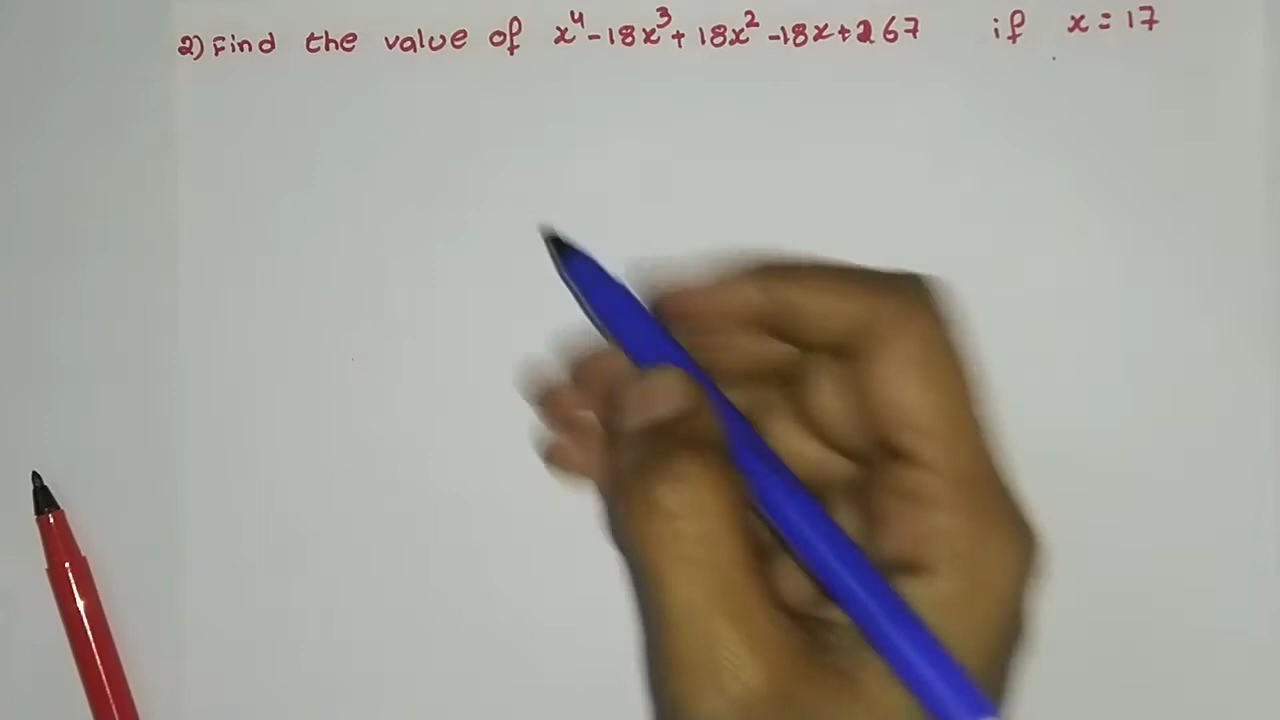 2) Find the value of x⁴-18x³+18x²-18x+267 if x=17